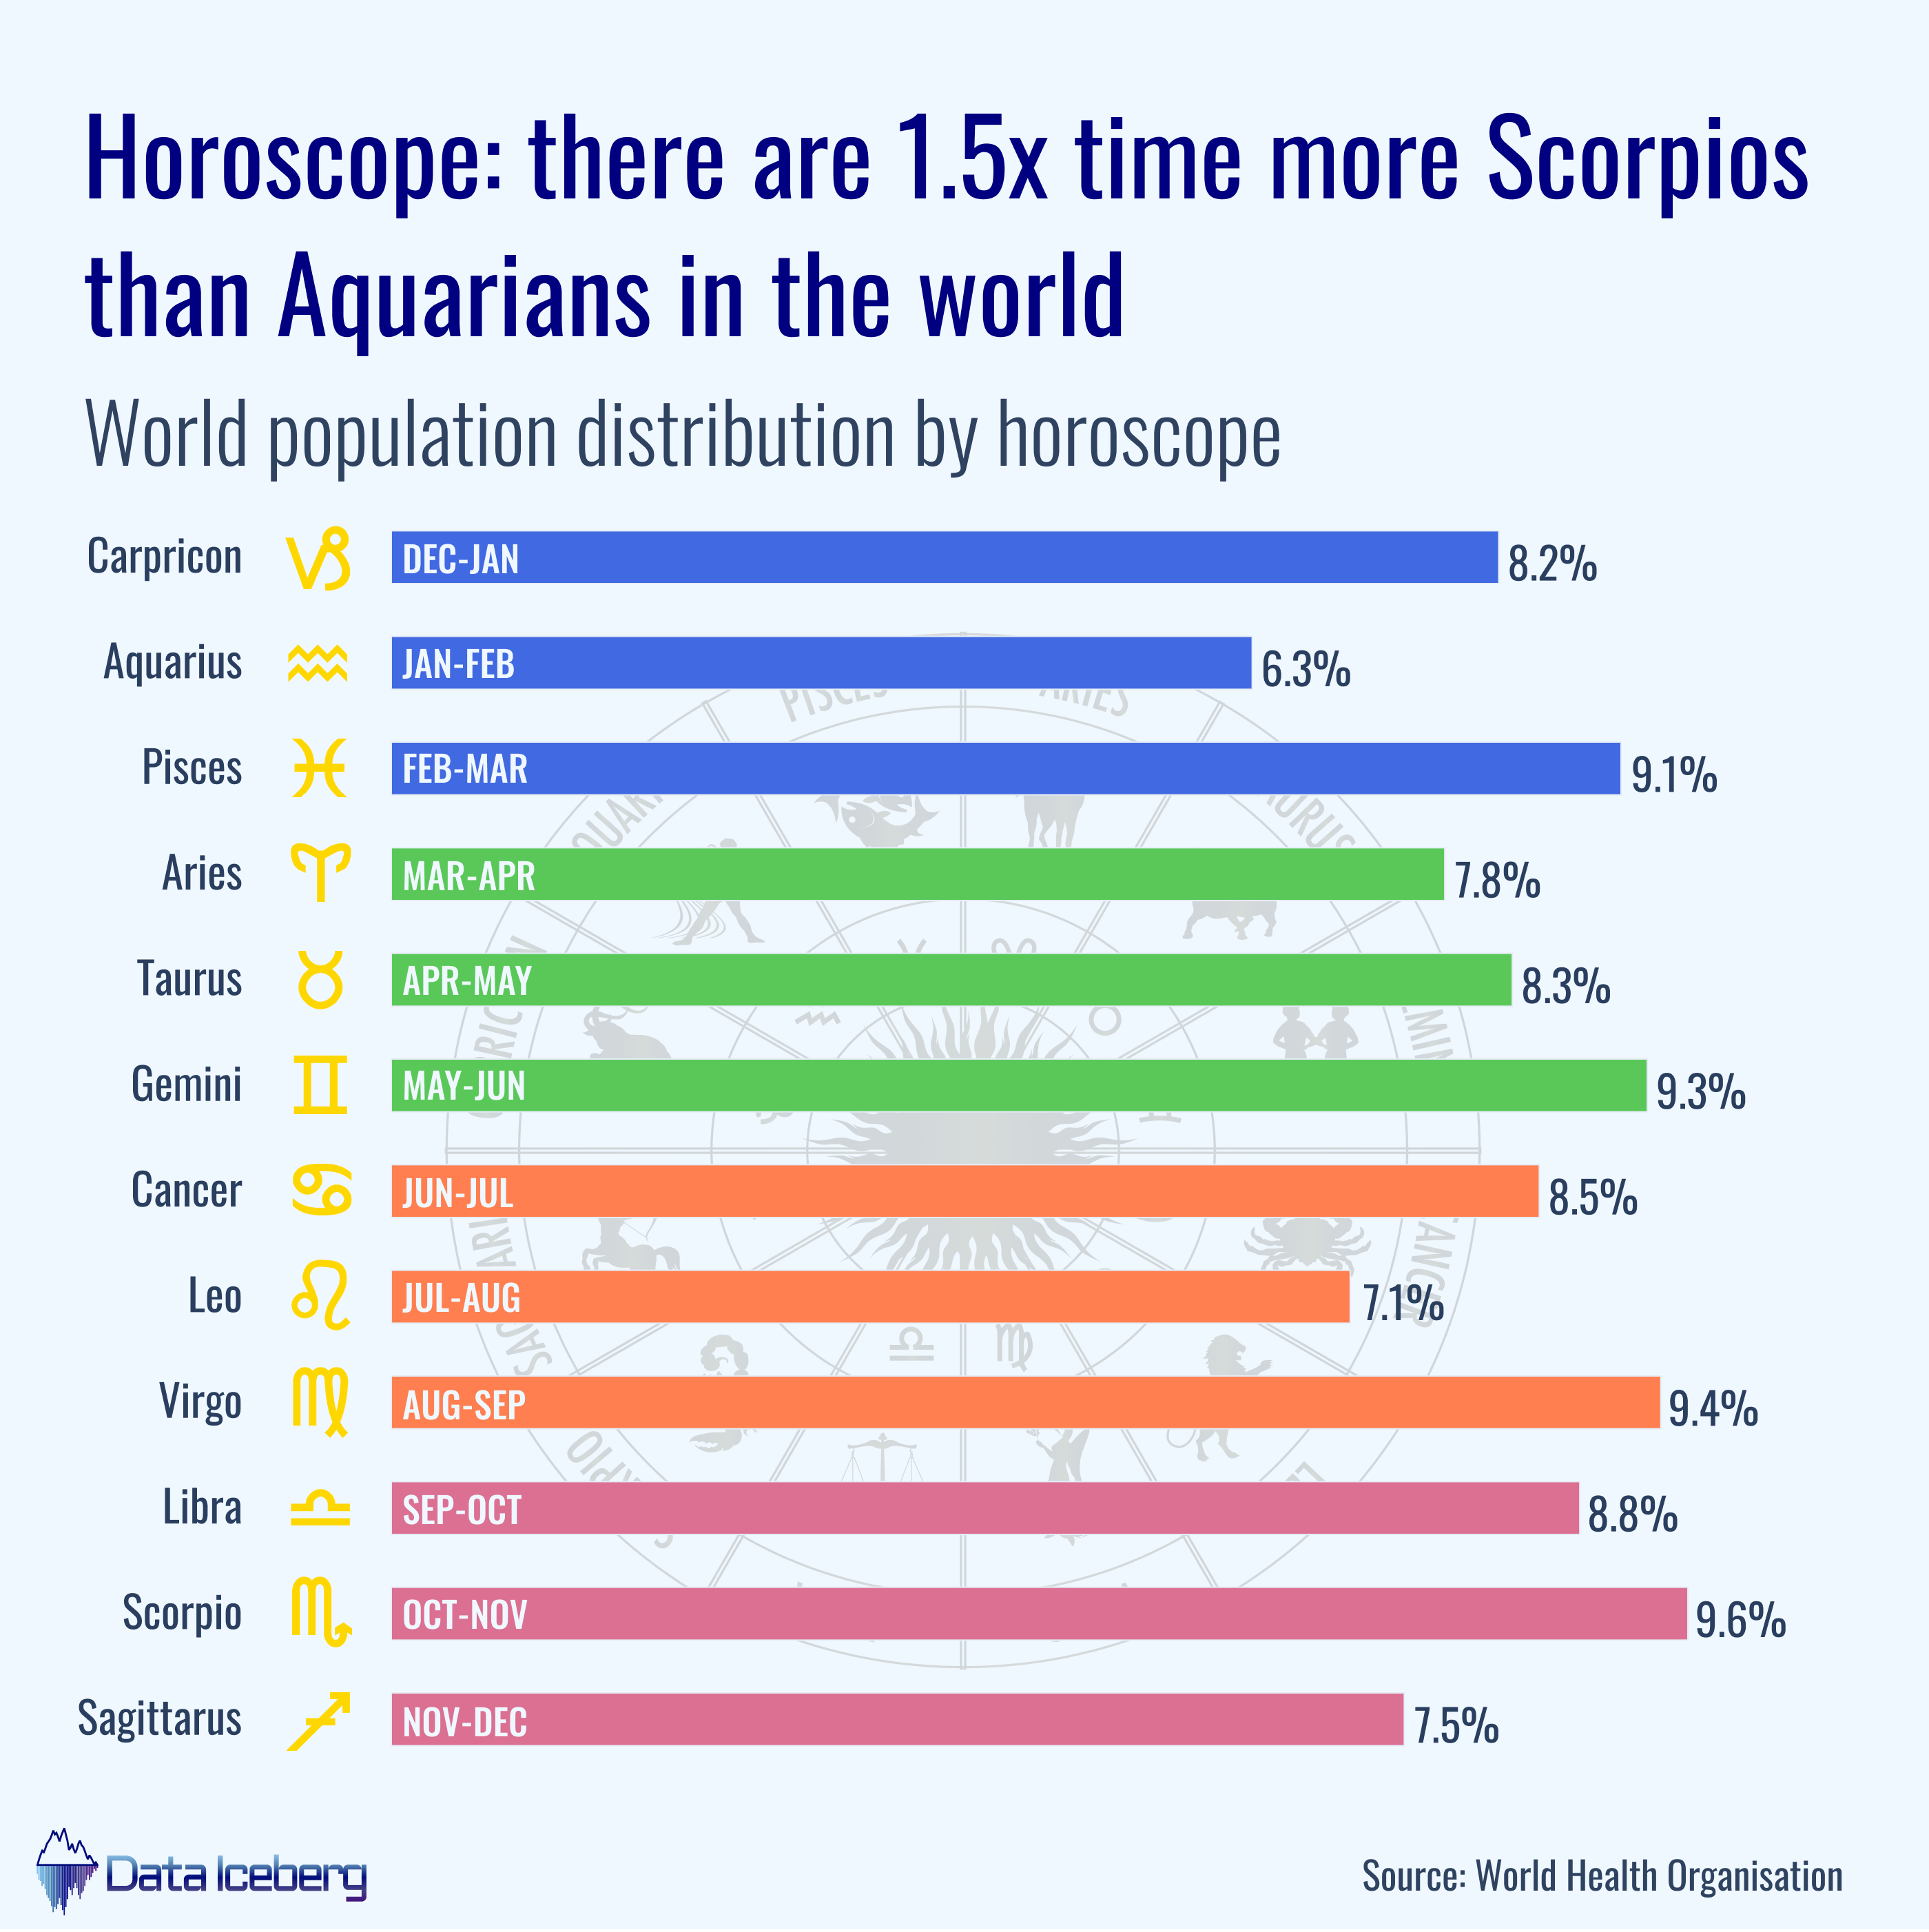 Horoscope: there are 1.5x time more Scorpios
than Aquarians in the world
World population distribution by horoscope
Carpricon DEC-JAN 8.2%
Aquarius JAN-FEB 6.3%
PISCES ARIES
Pisces FEB-MAR 9.1%
Aries MAR-APR 7.8%
Taurus APR-MAY 8.3%
Gemini MAY-JUN 9.3%
Cancer JUN-JUL 8.5%
Leo JUL-AUG 7.1%
Virgo AUG-SEP 9.4%
Libra SEP-OCT 8.8%
Scorpio OCT-NOV 9.6%
Sagittarus NOV-DEC 7.5%
Data Iceberg
Source: World Health Organisation